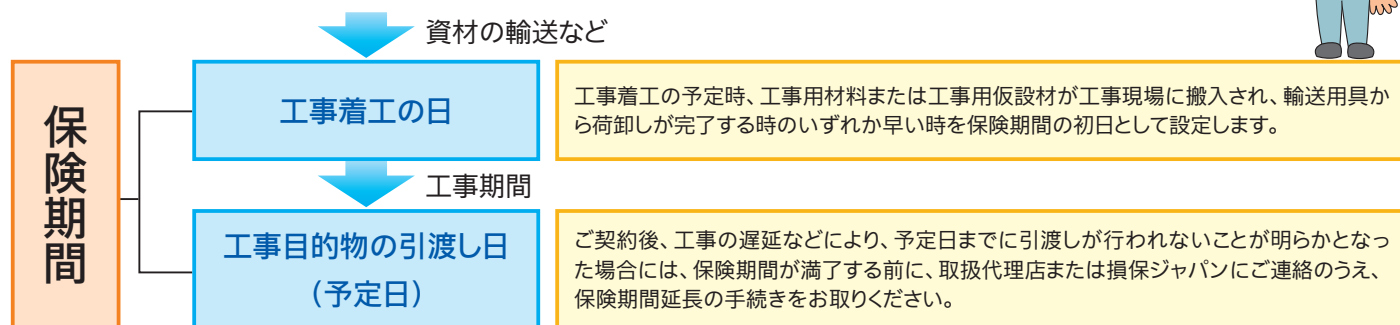 資材の輸送など
保険期間
工事着工の日
工事着工の予定時、工事用材料または工事用仮設材が工事現場に搬入され、輸送用具か
ら荷卸しが完了する時のいずれか早い時を保険期間の初日として設定します。
工事期間
工事目的物の引渡し日
（予定日）
ご契約後、工事の遅延などにより、予定日までに引渡しが行われないことが明らかとなっ
た場合には、保険期間が満了する前に、取扱代理店または損保ジャパンにご連絡のうえ、
保険期間延長の手続きをお取りください。